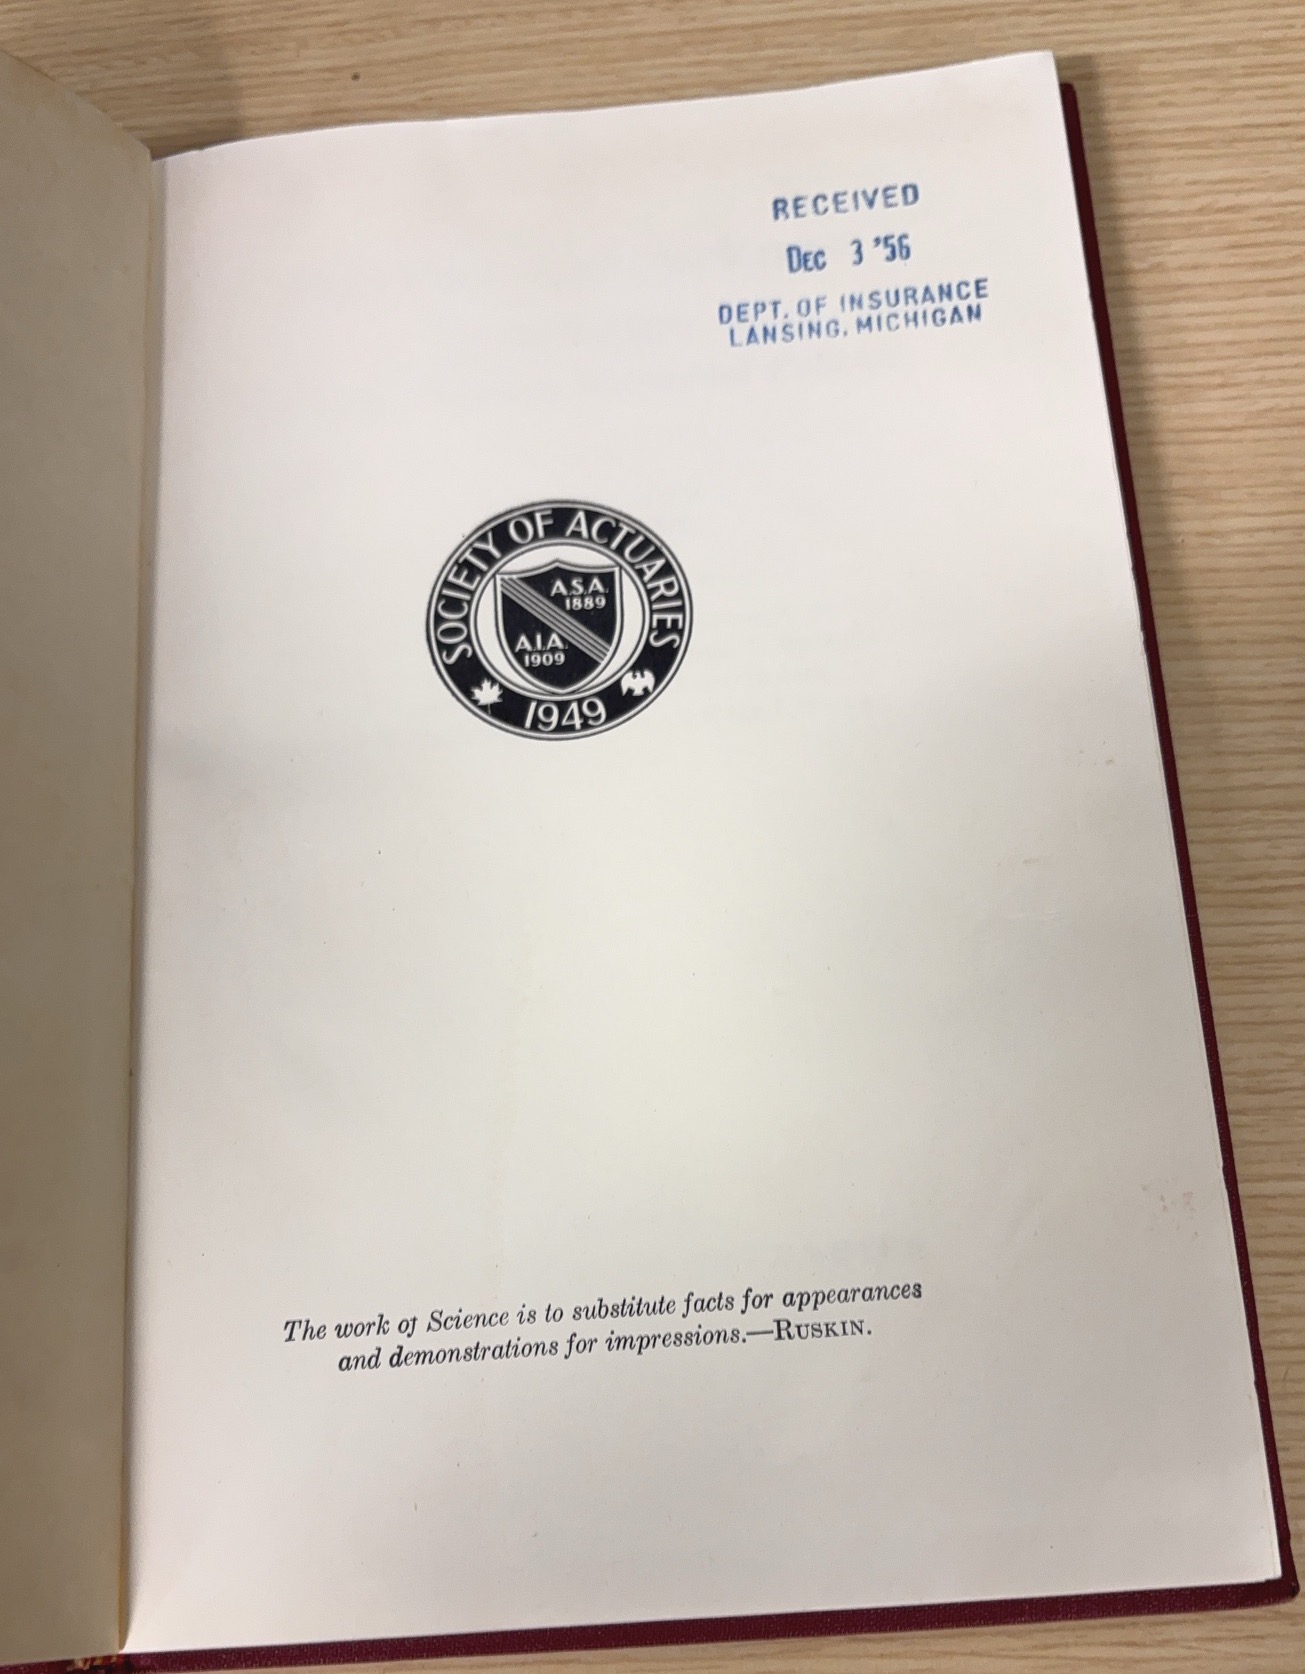 RECEIVED
DEC 3 '56
DEPT. OF INSURANCE
LANSING, MICHIGAN
SOCIETY OF ACTUARIES
A.S.A.
1889
A.I.A.
1909
1949
The work of Science is to substitute facts for appearances
and demonstrations for impressions.—RUSKIN.